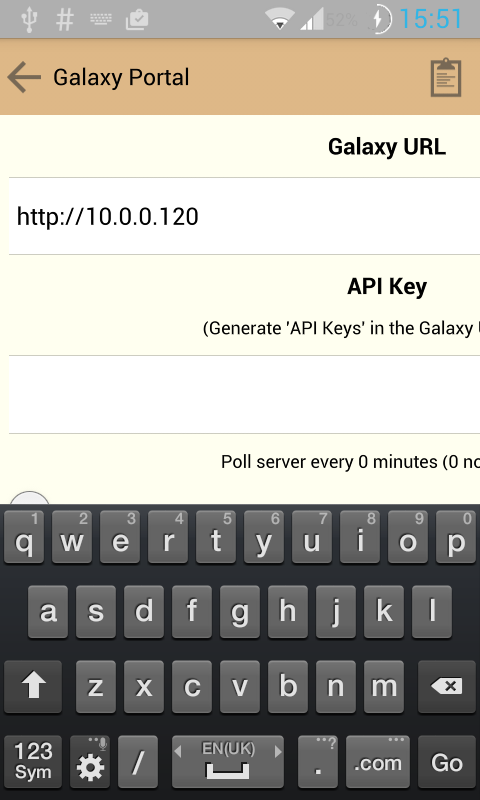 52% 15:51
Galaxy Portal
Galaxy URL
http://10.0.0.120
API Key
(Generate 'API Keys' in the Galaxy
Poll server every 0 minutes (0 no
1 2 3 4 5 6 7 8 9 0
q w e r t y u i o p
a s d f g h j k l
z x c v b n m
123 Sym / EN(UK) . ? .com Go